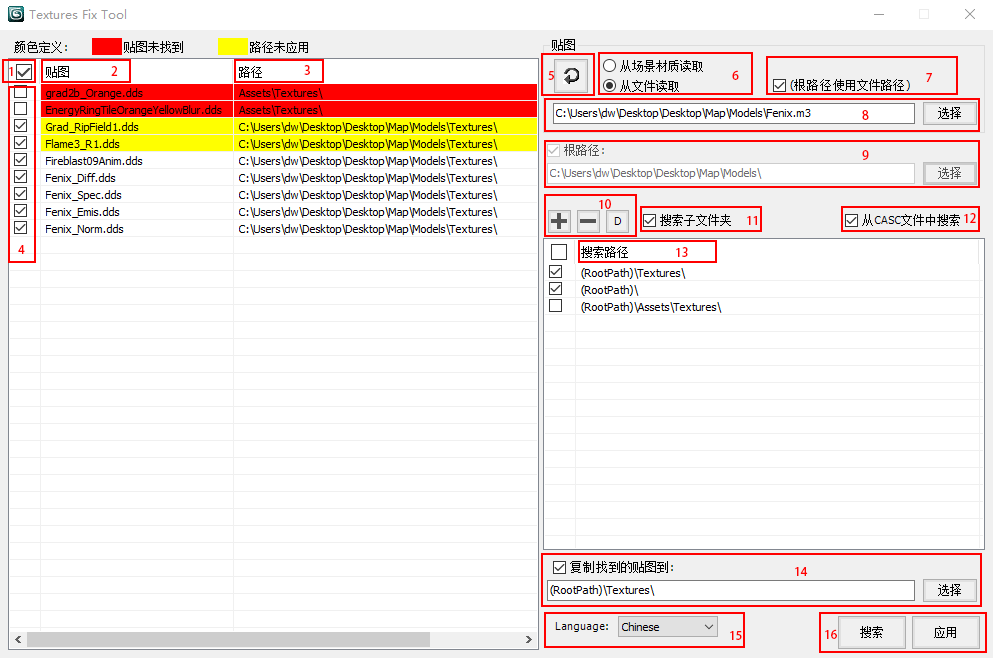 Textures Fix Tool
颜色定义: 贴图未找到 路径未应用
1 贴图 2 路径 3
grad2b_Orange.dds Assets\Textures\
EnergyRingTileOrangeYellowBlur.dds Assets\Textures\
Grad_RipField1.dds C:\Users\dw\Desktop\Desktop\Map\Models\Textures\
Flame3_R1.dds C:\Users\dw\Desktop\Desktop\Map\Models\Textures\
Fireblast09Anim.dds C:\Users\dw\Desktop\Desktop\Map\Models\Textures\
Fenix_Diff.dds C:\Users\dw\Desktop\Desktop\Map\Models\Textures\
Fenix_Spec.dds C:\Users\dw\Desktop\Desktop\Map\Models\Textures\
Fenix_Emis.dds C:\Users\dw\Desktop\Desktop\Map\Models\Textures\
Fenix_Norm.dds C:\Users\dw\Desktop\Desktop\Map\Models\Textures\
4
贴图
5 从场景材质读取 6
从文件读取
(根路径使用文件路径) 7
C:\Users\dw\Desktop\Desktop\Map\Models\Fenix.m3 8 选择
根路径: 9
C:\Users\dw\Desktop\Desktop\Map\Models\ 选择
10
D 搜索子文件夹 11 从CASC文件中搜索 12
搜索路径 13
(RootPath)\Textures\
(RootPath)\
(RootPath)\Assets\Textures\
复制找到的贴图到: 14
(RootPath)\Textures\ 选择
Language: Chinese 15
16 搜索 应用